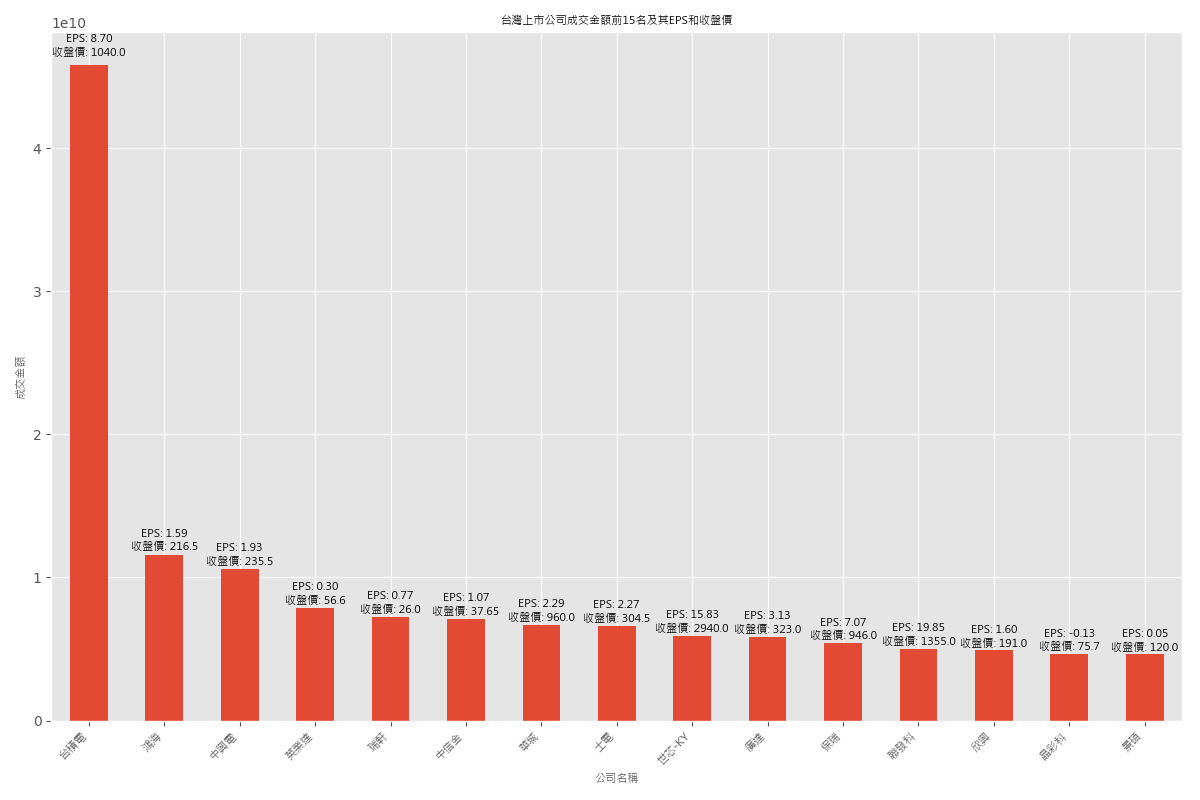 台灣上市公司成交金額前15名及其EPS和收盤價
1e10
EPS: 8.70
收盤價: 1040.0
4
3
2
1
0
成交金額
EPS: 1.59
收盤價: 216.5
EPS: 1.93
收盤價: 235.5
EPS: 0.30
收盤價: 56.6
EPS: 0.77
收盤價: 26.0
EPS: 1.07
收盤價: 37.65
EPS: 2.29
收盤價: 960.0
EPS: 2.27
收盤價: 304.5
EPS: 15.83
收盤價: 2940.0
EPS: 3.13
收盤價: 323.0
EPS: 7.07
收盤價: 946.0
EPS: 19.85
收盤價: 1355.0
EPS: 1.60
收盤價: 191.0
EPS: -0.13
收盤價: 75.7
EPS: 0.05
收盤價: 120.0
台積電
鴻海
中興電
英業達
瑞軒
中信金
華城
士電
世芯-KY
廣達
保瑞
聯發科
欣興
晶彩科
景碩
公司名稱